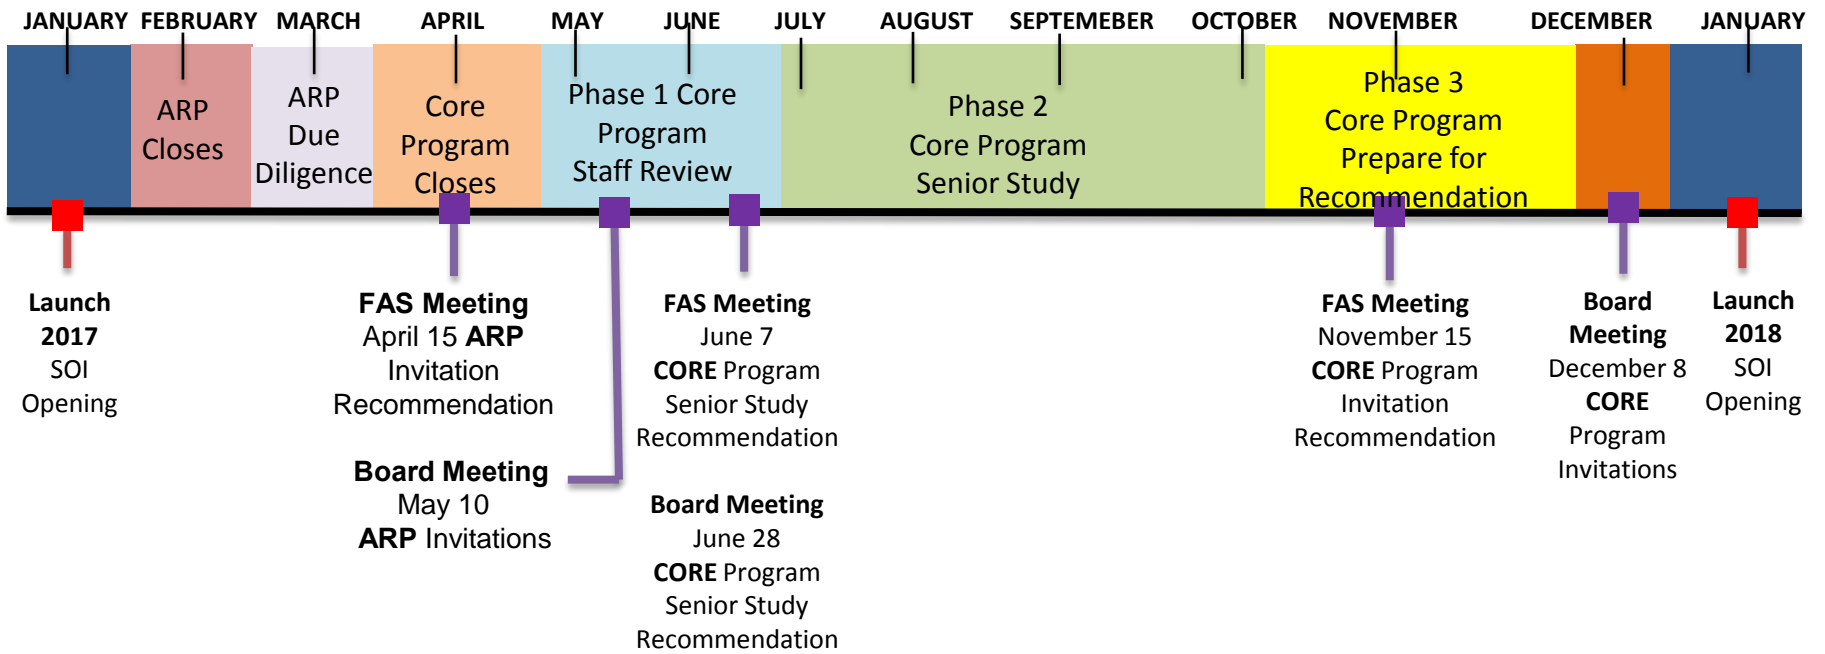 JANUARY FEBRUARY MARCH APRIL MAY JUNE JULY AUGUST SEPTEMEBER OCTOBER NOVEMBER DECEMBER JANUARY
ARP
Closes
ARP
Due
Diligence
Core
Program
Closes
Phase 1 Core
Program
Staff Review
Phase 2
Core Program
Senior Study
Phase 3
Core Program
Prepare for
Recommendation
Launch
2017
SOI
Opening
FAS Meeting
April 15 ARP
Invitation
Recommendation
Board Meeting
May 10
ARP Invitations
FAS Meeting
June 7
CORE Program
Senior Study
Recommendation
Board Meeting
June 28
CORE Program
Senior Study
Recommendation
FAS Meeting
November 15
CORE Program
Invitation
Recommendation
Board
Meeting
December 8
CORE
Program
Invitations
Launch
2018
SOI
Opening